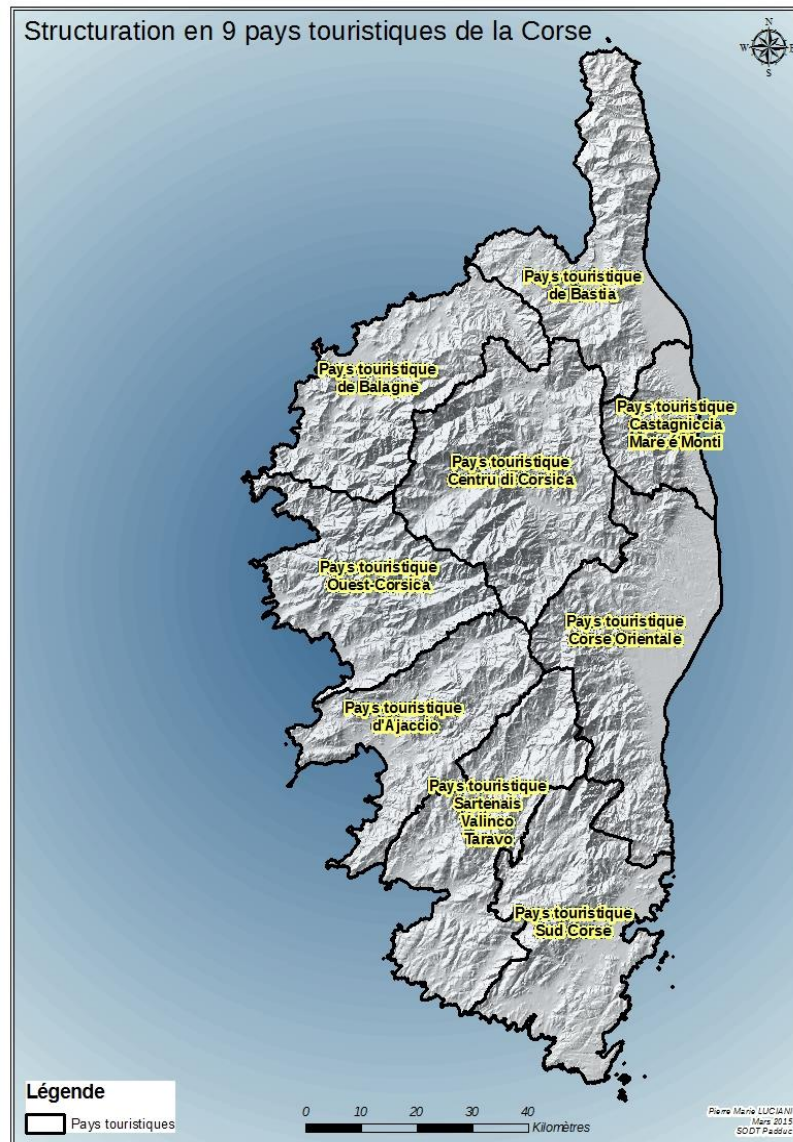 Structuration en 9 pays touristiques de la Corse
N
W E
S
Pays touristique
de Bastia
Pays touristique
de Balagne
Pays touristique
Castagniccia
Mare é Monti
Pays touristique
Centru di Corsica
Pays touristique
Ouest-Corsica
Pays touristique
Corse Orientale
Pays touristique
d'Ajaccio
Pays touristique
Sartenais
Valinco
Taravo
Pays touristique
Sud Corse
Légende
Pays touristiques
0 10 20 30 40
Kilomètres
Pierre Marie LUCIANI
Mars 2015
SODT Padduc